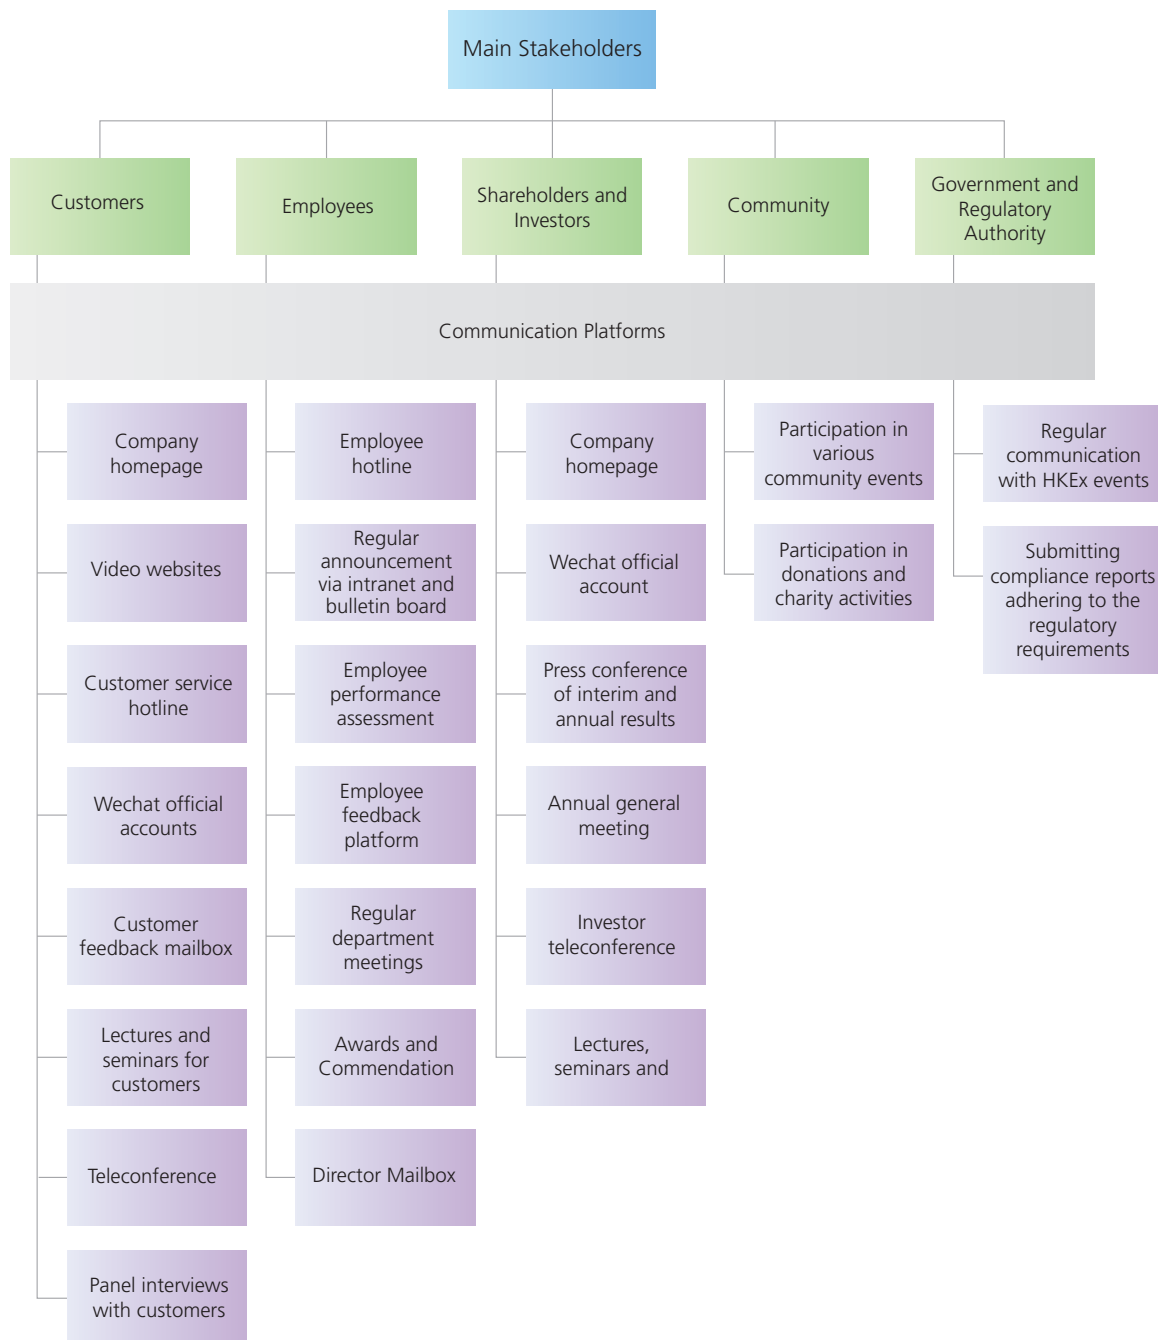 Main Stakeholders
Customers
Employees
Shareholders and
Investors
Community
Government and
Regulatory
Authority
Communication Platforms
Company
homepage
Video websites
Customer service
hotline
Wechat official
accounts
Customer
feedback mailbox
Lectures and
seminars for
customers
Teleconference
Panel interviews
with customers
Employee
hotline
Regular
announcement
via intranet and
bulletin board
Employee
performance
assessment
Employee
feedback
platform
Regular
department
meetings
Awards and
Commendation
Director Mailbox
Company
homepage
Wechat official
account
Press conference
of interim and
annual results
Annual general
meeting
Investor
teleconference
Lectures,
seminars and
Participation in
various
community events
Participation in
donations and
charity activities
Regular
communication
with HKEx events
Submitting
compliance reports
adhering to the
regulatory
requirements